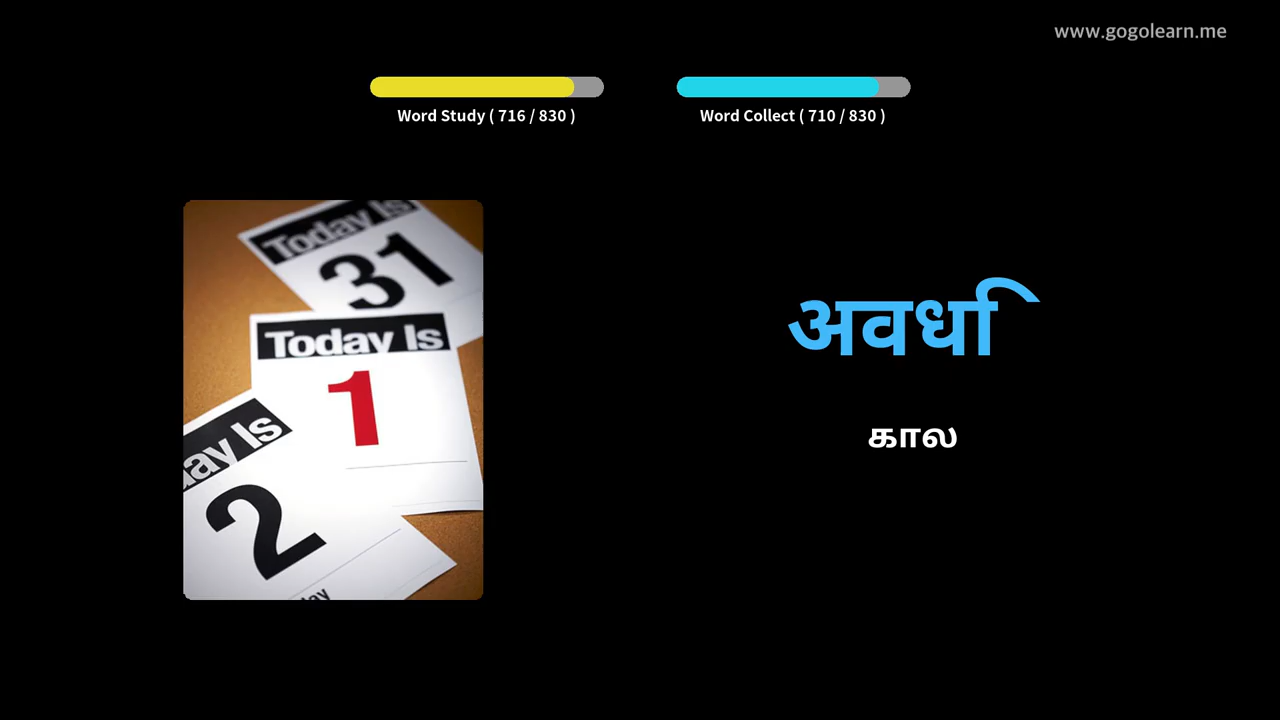 www.gogolearn.me
Word Study ( 716 / 830 )
Word Collect ( 710 / 830 )
Today Is
31
Today Is
1
day Is
2
अवधि
கால